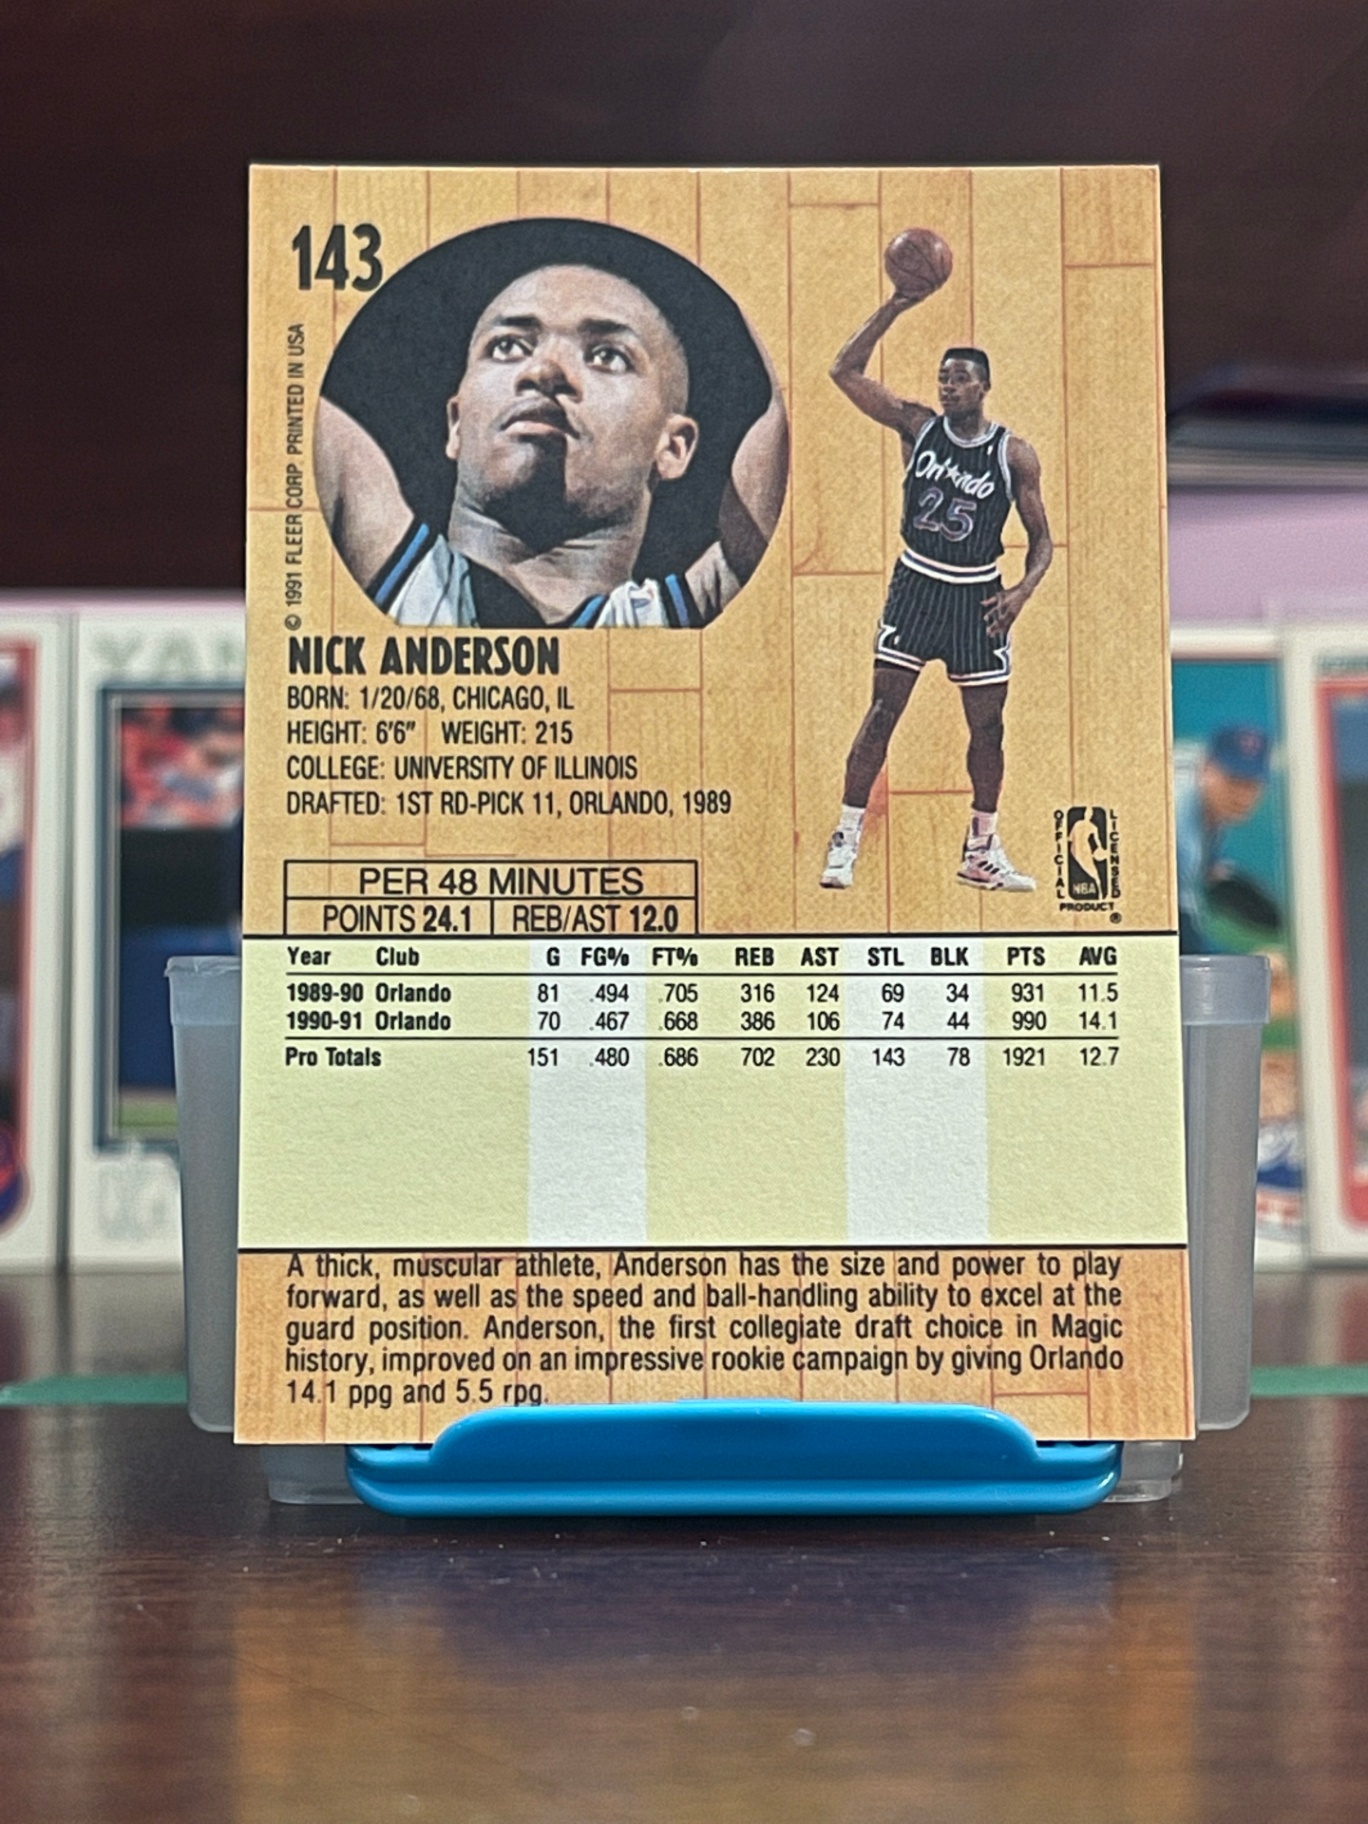 143
© 1991 FLEER CORP. PRINTED IN USA
Orlando
25
NICK ANDERSON
BORN: 1/20/68, CHICAGO, IL
HEIGHT: 6'6" WEIGHT: 215
COLLEGE: UNIVERSITY OF ILLINOIS
DRAFTED: 1ST RD-PICK 11, ORLANDO, 1989
OFFICIAL LICENSED
NBA
PRODUCT ®
PER 48 MINUTES
POINTS 24.1 REB/AST 12.0
Year Club G FG% FT% REB AST STL BLK PTS AVG
1989-90 Orlando 81 .494 .705 316 124 69 34 931 11.5
1990-91 Orlando 70 .467 .668 386 106 74 44 990 14.1
Pro Totals 151 .480 .686 702 230 143 78 1921 12.7
A thick, muscular athlete, Anderson has the size and power to play
forward, as well as the speed and ball-handling ability to excel at the
guard position. Anderson, the first collegiate draft choice in Magic
history, improved on an impressive rookie campaign by giving Orlando
14.1 ppg and 5.5 rpg.